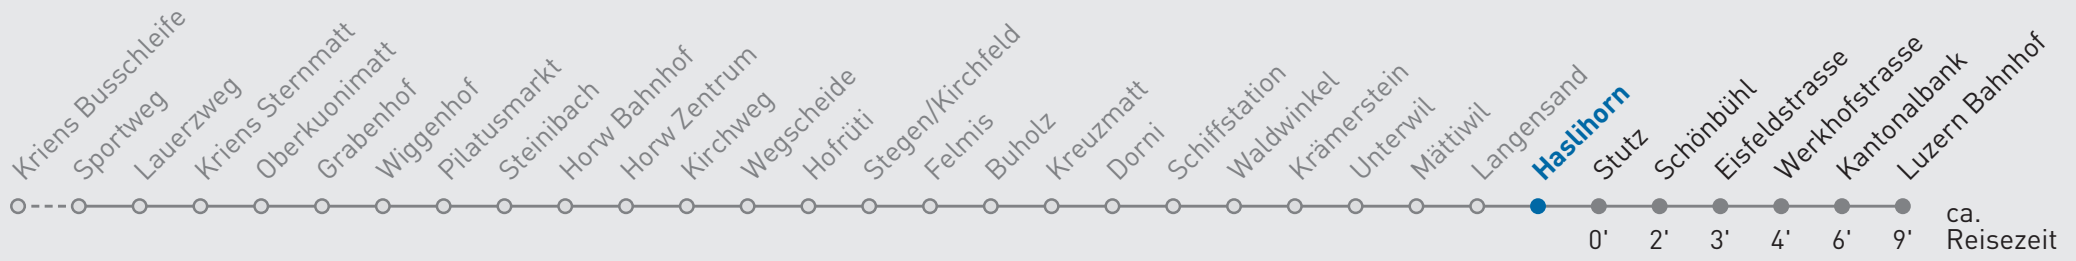 Kriens Busschleife
Sportweg
Lauerzweg
Kriens Sternmatt
Oberkuonimatt
Grabenhof
Wiggenhof
Pilatusmarkt
Steinibach
Horw Bahnhof
Horw Zentrum
Kirchweg
Wegscheide
Hofrüti
Stegen/Kirchfeld
Felmis
Buholz
Kreuzmatt
Dorni
Schiffstation
Waldwinkel
Krämerstein
Unterwil
Mättiwil
Langensand
Haslihorn
Stutz
Schönbühl
Eisfeldstrasse
Werkhofstrasse
Kantonalbank
Luzern Bahnhof
0' 2' 3' 4' 6' 9'
ca.
Reisezeit